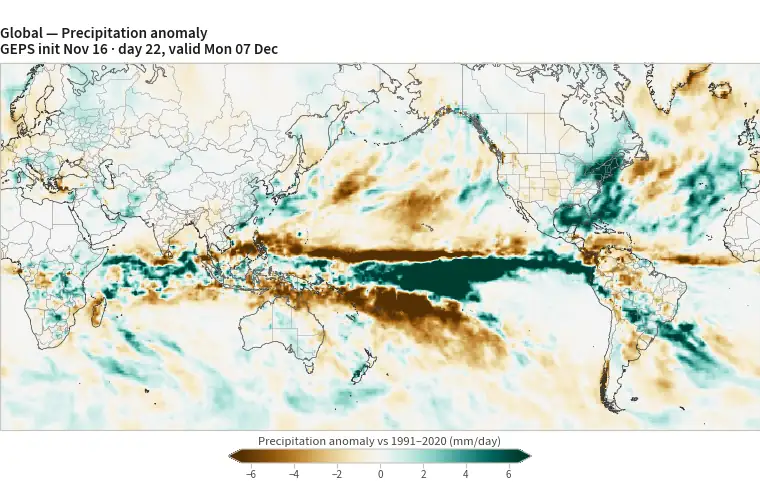 Global — Precipitation anomaly
GEPS init Nov 16 · day 22, valid Mon 07 Dec
Precipitation anomaly vs 1991–2020 (mm/day)
−6 −4 −2 0 2 4 6